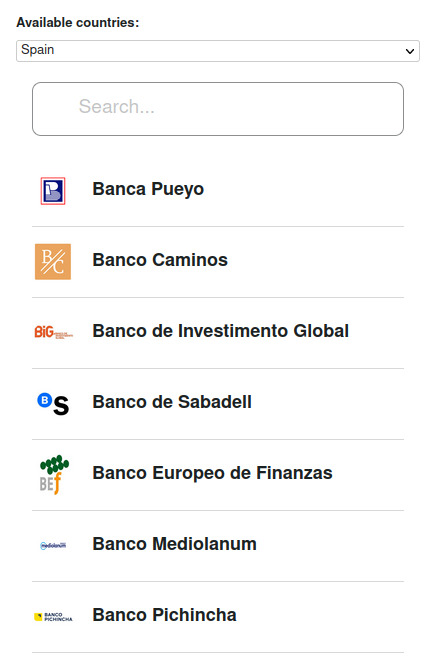 Available countries:
Spain
Search...
Banca Pueyo
B/C
Banco Caminos
BiG
Banco de Investimento Global
B S
Banco de Sabadell
BEf
Banco Europeo de Finanzas
mediolanum
Banco Mediolanum
BANCO
PICHINCHA
Banco Pichincha